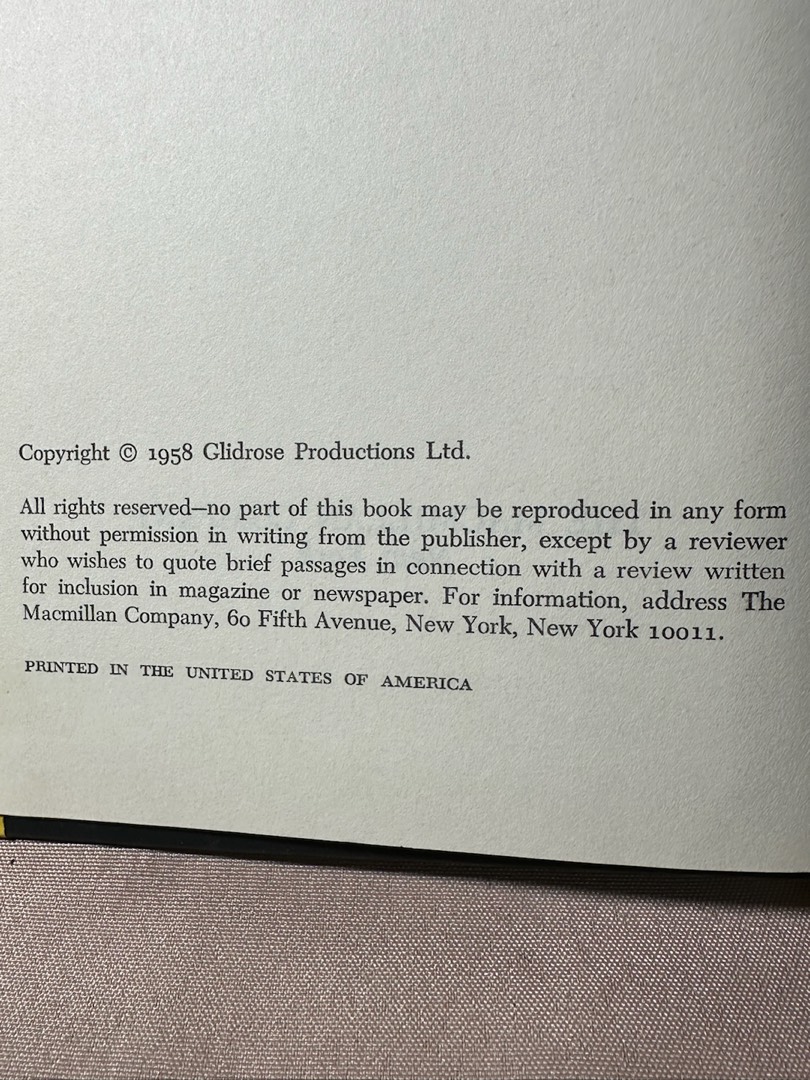 Copyright © 1958 Glidrose Productions Ltd.
All rights reserved—no part of this book may be reproduced in any form
without permission in writing from the publisher, except by a reviewer
who wishes to quote brief passages in connection with a review written
for inclusion in magazine or newspaper. For information, address The
Macmillan Company, 60 Fifth Avenue, New York, New York 10011.
PRINTED IN THE UNITED STATES OF AMERICA